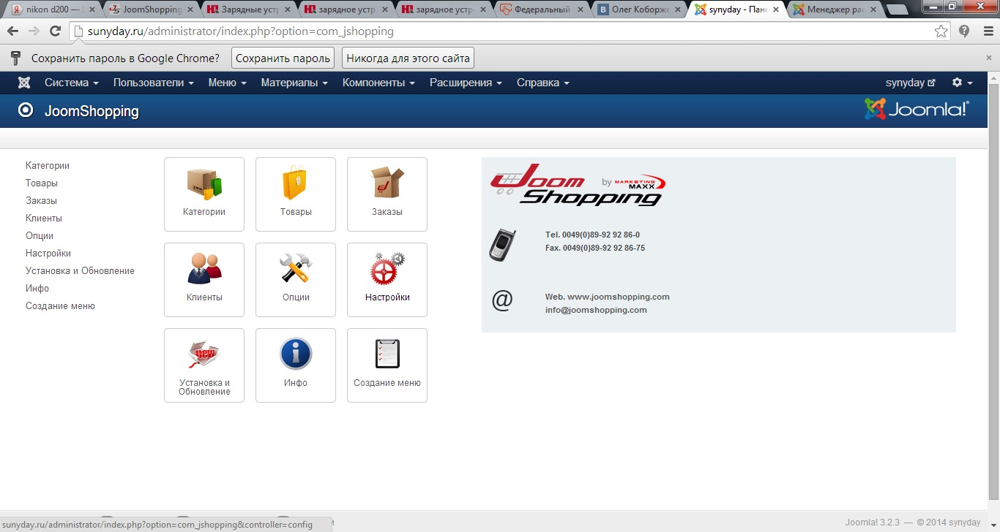 nikon d200 —
JoomShopping
Зарядные устр
зарядное устр
зарядное устро
Федеральный
Олег Коборже
synyday - Пане
Менеджер рас
sunyday.ru/administrator/index.php?option=com_jshopping
Сохранить пароль в Google Chrome? Сохранить пароль Никогда для этого сайта
Система Пользователи Меню Материалы Компоненты Расширения Справка synyday
JoomShopping Joomla!®
Категории
Товары
Заказы
Клиенты
Опции
Настройки
Установка и Обновление
Инфо
Создание меню
Категории Товары Заказы
Клиенты Опции Настройки
new
Установка и
Обновление
Инфо Создание меню
Joom
Shopping
by MARKETING
MAXX
Tel. 0049(0)89-92 92 86-0
Fax. 0049(0)89-92 92 86-75
@
Web. www.joomshopping.com
info@joomshopping.com
sunyday.ru/administrator/index.php?option=com_jshopping&controller=config
Joomla! 3.2.3 — © 2014 synyday